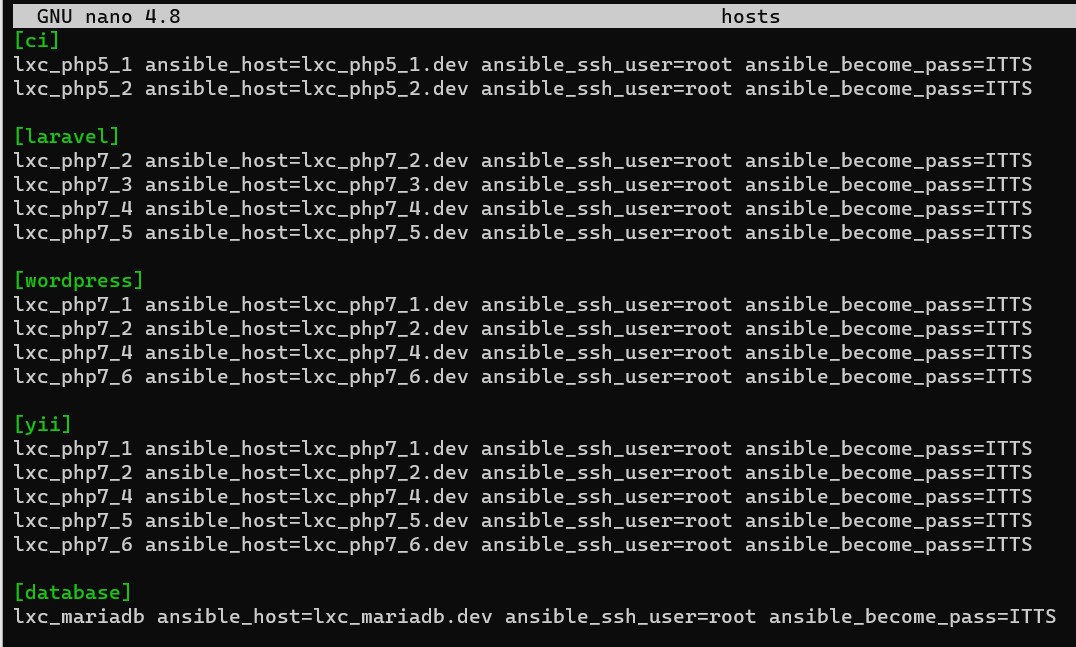 GNU nano 4.8 hosts
[ci]
lxc_php5_1 ansible_host=lxc_php5_1.dev ansible_ssh_user=root ansible_become_pass=ITTS
lxc_php5_2 ansible_host=lxc_php5_2.dev ansible_ssh_user=root ansible_become_pass=ITTS
[laravel]
lxc_php7_2 ansible_host=lxc_php7_2.dev ansible_ssh_user=root ansible_become_pass=ITTS
lxc_php7_3 ansible_host=lxc_php7_3.dev ansible_ssh_user=root ansible_become_pass=ITTS
lxc_php7_4 ansible_host=lxc_php7_4.dev ansible_ssh_user=root ansible_become_pass=ITTS
lxc_php7_5 ansible_host=lxc_php7_5.dev ansible_ssh_user=root ansible_become_pass=ITTS
[wordpress]
lxc_php7_1 ansible_host=lxc_php7_1.dev ansible_ssh_user=root ansible_become_pass=ITTS
lxc_php7_2 ansible_host=lxc_php7_2.dev ansible_ssh_user=root ansible_become_pass=ITTS
lxc_php7_4 ansible_host=lxc_php7_4.dev ansible_ssh_user=root ansible_become_pass=ITTS
lxc_php7_6 ansible_host=lxc_php7_6.dev ansible_ssh_user=root ansible_become_pass=ITTS
[yii]
lxc_php7_1 ansible_host=lxc_php7_1.dev ansible_ssh_user=root ansible_become_pass=ITTS
lxc_php7_2 ansible_host=lxc_php7_2.dev ansible_ssh_user=root ansible_become_pass=ITTS
lxc_php7_4 ansible_host=lxc_php7_4.dev ansible_ssh_user=root ansible_become_pass=ITTS
lxc_php7_5 ansible_host=lxc_php7_5.dev ansible_ssh_user=root ansible_become_pass=ITTS
lxc_php7_6 ansible_host=lxc_php7_6.dev ansible_ssh_user=root ansible_become_pass=ITTS
[database]
lxc_mariadb ansible_host=lxc_mariadb.dev ansible_ssh_user=root ansible_become_pass=ITTS